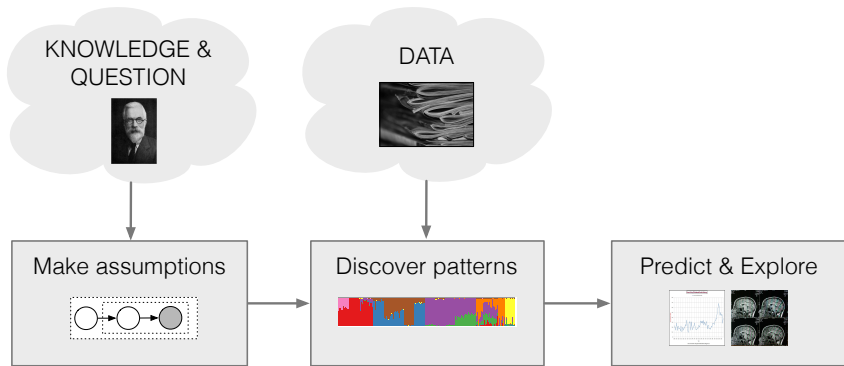 KNOWLEDGE &
QUESTION
DATA
Make assumptions
Discover patterns
Predict & Explore